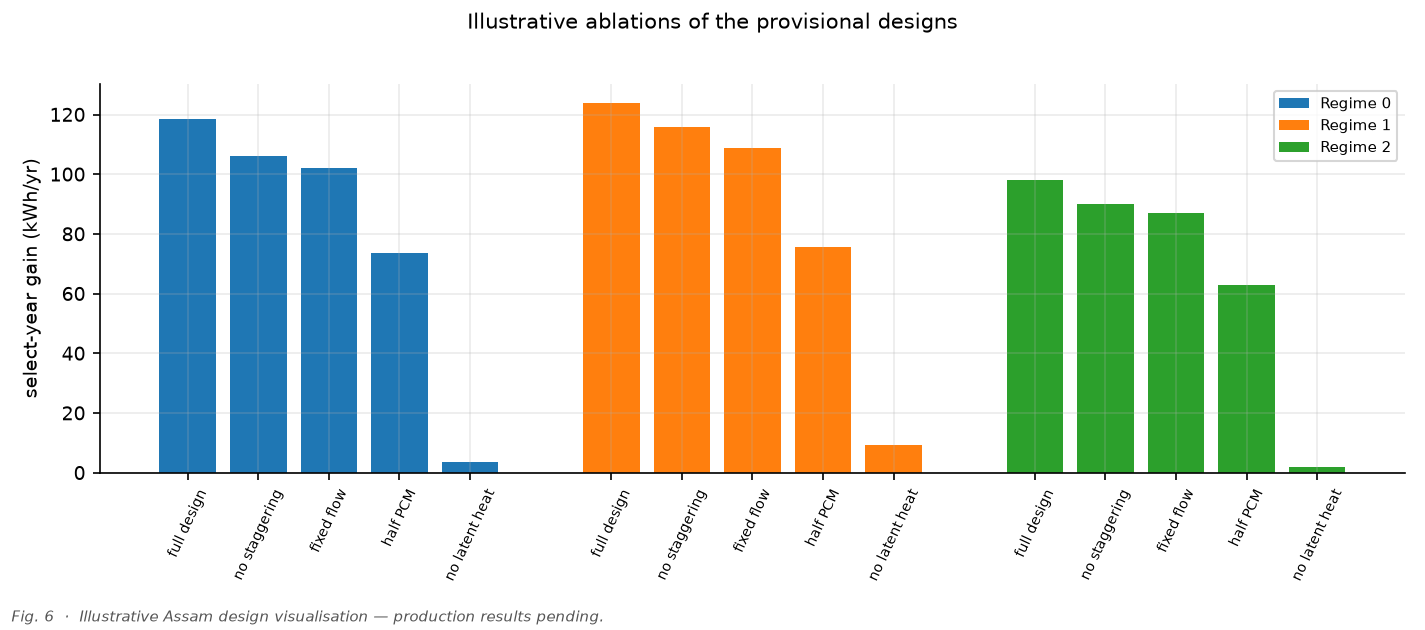 Illustrative ablations of the provisional designs
select-year gain (kWh/yr)
120
100
80
60
40
20
0
Regime 0
Regime 1
Regime 2
full design
no staggering
fixed flow
half PCM
no latent heat
full design
no staggering
fixed flow
half PCM
no latent heat
full design
no staggering
fixed flow
half PCM
no latent heat
Fig. 6 · Illustrative Assam design visualisation — production results pending.